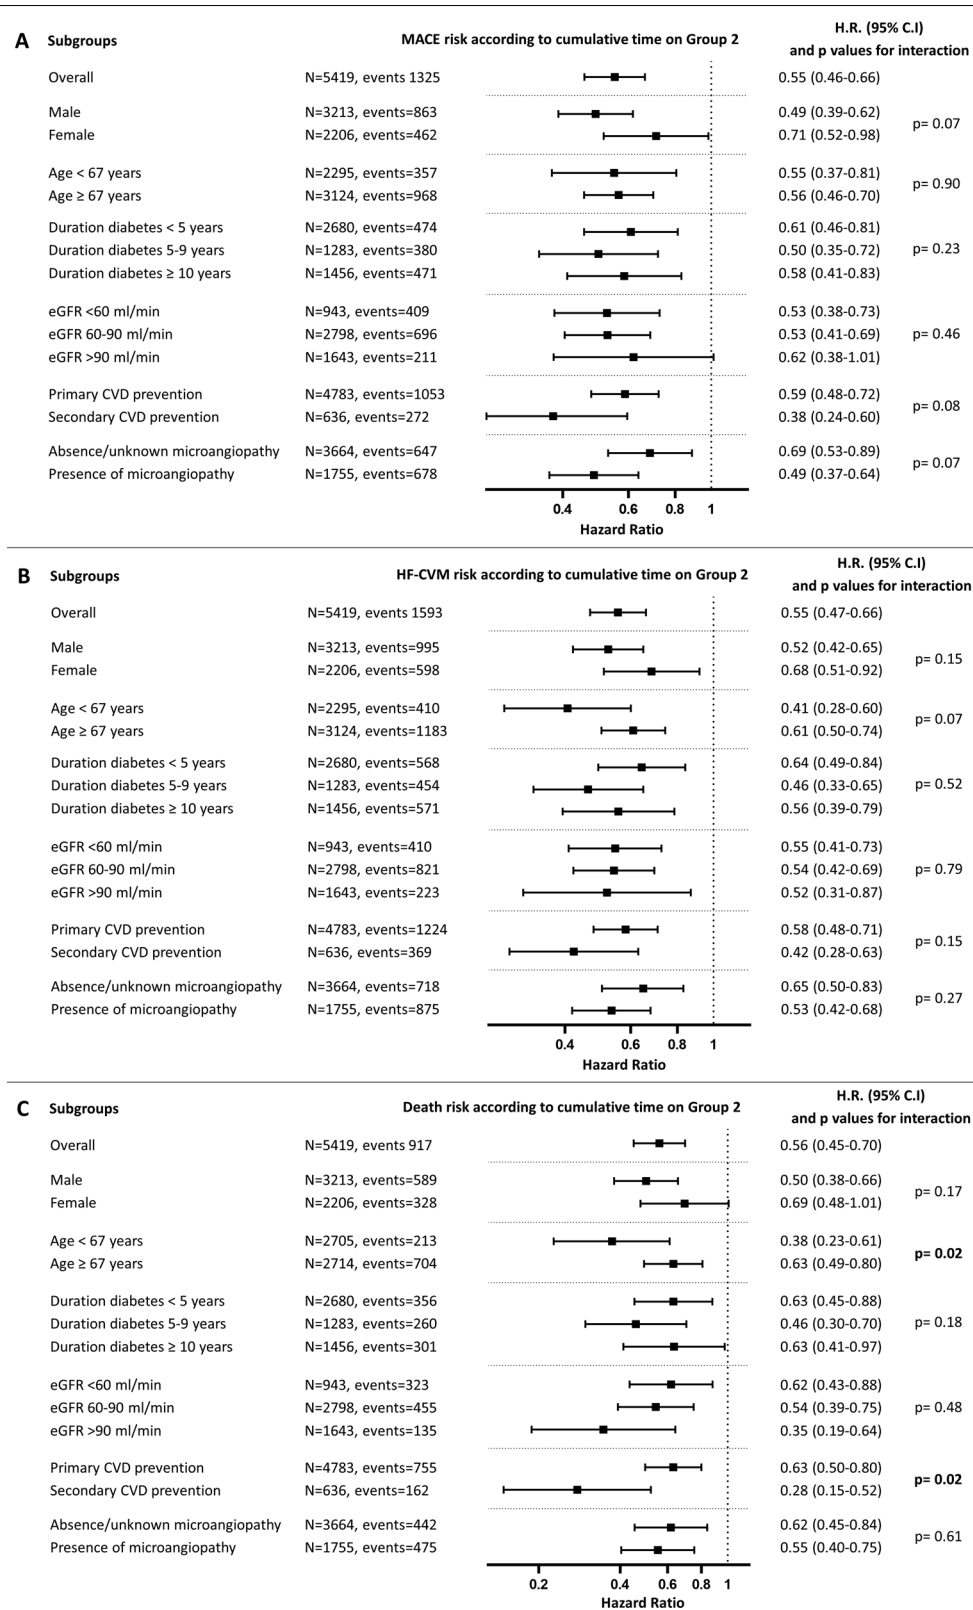 A Subgroups MACE risk according to cumulative time on Group 2 H.R. (95% C.I) and p values for interaction
Overall N=5419, events 1325 0.55 (0.46-0.66)
Male N=3213, events=863 0.49 (0.39-0.62)
p= 0.07
Female N=2206, events=462 0.71 (0.52-0.98)
Age < 67 years N=2295, events=357 0.55 (0.37-0.81)
p= 0.90
Age ≥ 67 years N=3124, events=968 0.56 (0.46-0.70)
Duration diabetes < 5 years N=2680, events=474 0.61 (0.46-0.81)
Duration diabetes 5-9 years N=1283, events=380 0.50 (0.35-0.72) p= 0.23
Duration diabetes ≥ 10 years N=1456, events=471 0.58 (0.41-0.83)
eGFR <60 ml/min N=943, events=409 0.53 (0.38-0.73)
eGFR 60-90 ml/min N=2798, events=696 0.53 (0.41-0.69) p= 0.46
eGFR >90 ml/min N=1643, events=211 0.62 (0.38-1.01)
Primary CVD prevention N=4783, events=1053 0.59 (0.48-0.72)
p= 0.08
Secondary CVD prevention N=636, events=272 0.38 (0.24-0.60)
Absence/unknown microangiopathy N=3664, events=647 0.69 (0.53-0.89)
p= 0.07
Presence of microangiopathy N=1755, events=678 0.49 (0.37-0.64)
0.4 0.6 0.8 1
Hazard Ratio
B Subgroups HF-CVM risk according to cumulative time on Group 2 H.R. (95% C.I) and p values for interaction
Overall N=5419, events 1593 0.55 (0.47-0.66)
Male N=3213, events=995 0.52 (0.42-0.65)
p= 0.15
Female N=2206, events=598 0.68 (0.51-0.92)
Age < 67 years N=2295, events=410 0.41 (0.28-0.60)
p= 0.07
Age ≥ 67 years N=3124, events=1183 0.61 (0.50-0.74)
Duration diabetes < 5 years N=2680, events=568 0.64 (0.49-0.84)
Duration diabetes 5-9 years N=1283, events=454 0.46 (0.33-0.65) p= 0.52
Duration diabetes ≥ 10 years N=1456, events=571 0.56 (0.39-0.79)
eGFR <60 ml/min N=943, events=410 0.55 (0.41-0.73)
eGFR 60-90 ml/min N=2798, events=821 0.54 (0.42-0.69) p= 0.79
eGFR >90 ml/min N=1643, events=223 0.52 (0.31-0.87)
Primary CVD prevention N=4783, events=1224 0.58 (0.48-0.71)
p= 0.15
Secondary CVD prevention N=636, events=369 0.42 (0.28-0.63)
Absence/unknown microangiopathy N=3664, events=718 0.65 (0.50-0.83)
p= 0.27
Presence of microangiopathy N=1755, events=875 0.53 (0.42-0.68)
0.4 0.6 0.8 1
Hazard Ratio
C Subgroups Death risk according to cumulative time on Group 2 H.R. (95% C.I) and p values for interaction
Overall N=5419, events 917 0.56 (0.45-0.70)
Male N=3213, events=589 0.50 (0.38-0.66)
p= 0.17
Female N=2206, events=328 0.69 (0.48-1.01)
Age < 67 years N=2705, events=213 0.38 (0.23-0.61)
p= 0.02
Age ≥ 67 years N=2714, events=704 0.63 (0.49-0.80)
Duration diabetes < 5 years N=2680, events=356 0.63 (0.45-0.88)
Duration diabetes 5-9 years N=1283, events=260 0.46 (0.30-0.70) p= 0.18
Duration diabetes ≥ 10 years N=1456, events=301 0.63 (0.41-0.97)
eGFR <60 ml/min N=943, events=323 0.62 (0.43-0.88)
eGFR 60-90 ml/min N=2798, events=455 0.54 (0.39-0.75) p= 0.48
eGFR >90 ml/min N=1643, events=135 0.35 (0.19-0.64)
Primary CVD prevention N=4783, events=755 0.63 (0.50-0.80)
p= 0.02
Secondary CVD prevention N=636, events=162 0.28 (0.15-0.52)
Absence/unknown microangiopathy N=3664, events=442 0.62 (0.45-0.84)
p= 0.61
Presence of microangiopathy N=1755, events=475 0.55 (0.40-0.75)
0.2 0.4 0.6 0.8 1
Hazard Ratio